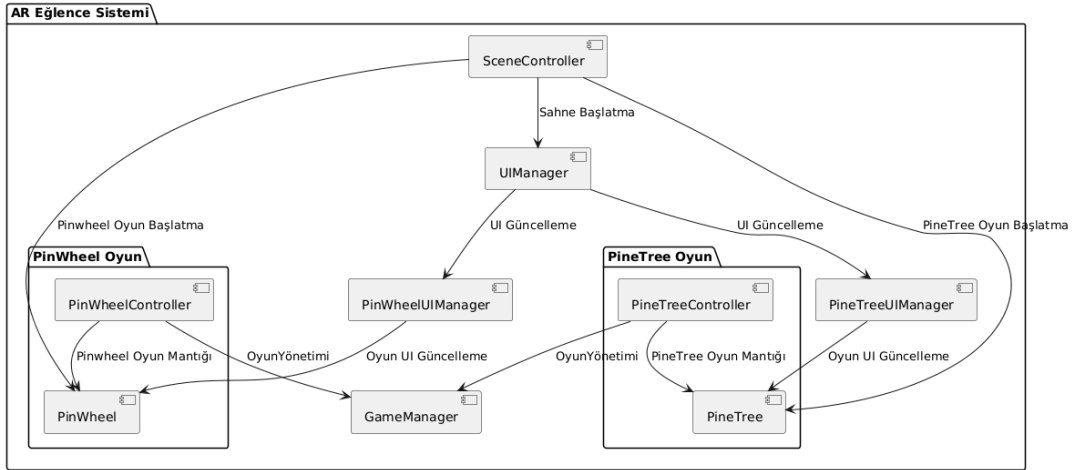 AR Eğlence Sistemi
SceneController
Sahne Başlatma
UIManager
Pinwheel Oyun Başlatma
UI Güncelleme
UI Güncelleme
PineTree Oyun Başlatma
PinWheel Oyun
PineTree Oyun
PinWheelController
PinWheelUIManager
PineTreeController
PineTreeUIManager
Pinwheel Oyun Mantığı
OyunYönetimi
Oyun UI Güncelleme
OyunYönetimi
PineTree Oyun Mantığı
Oyun UI Güncelleme
PinWheel
GameManager
PineTree